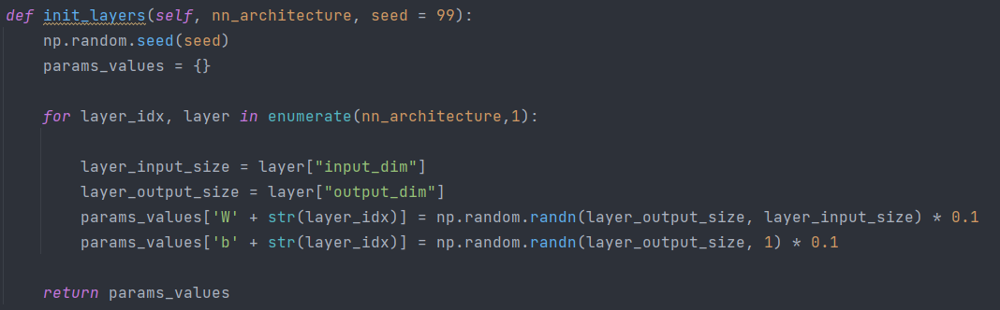 def init_layers(self, nn_architecture, seed = 99):
    np.random.seed(seed)
    params_values = {}
    for layer_idx, layer in enumerate(nn_architecture,1):
        layer_input_size = layer["input_dim"]
        layer_output_size = layer["output_dim"]
        params_values['W' + str(layer_idx)] = np.random.randn(layer_output_size, layer_input_size) * 0.1
        params_values['b' + str(layer_idx)] = np.random.randn(layer_output_size, 1) * 0.1
    return params_values